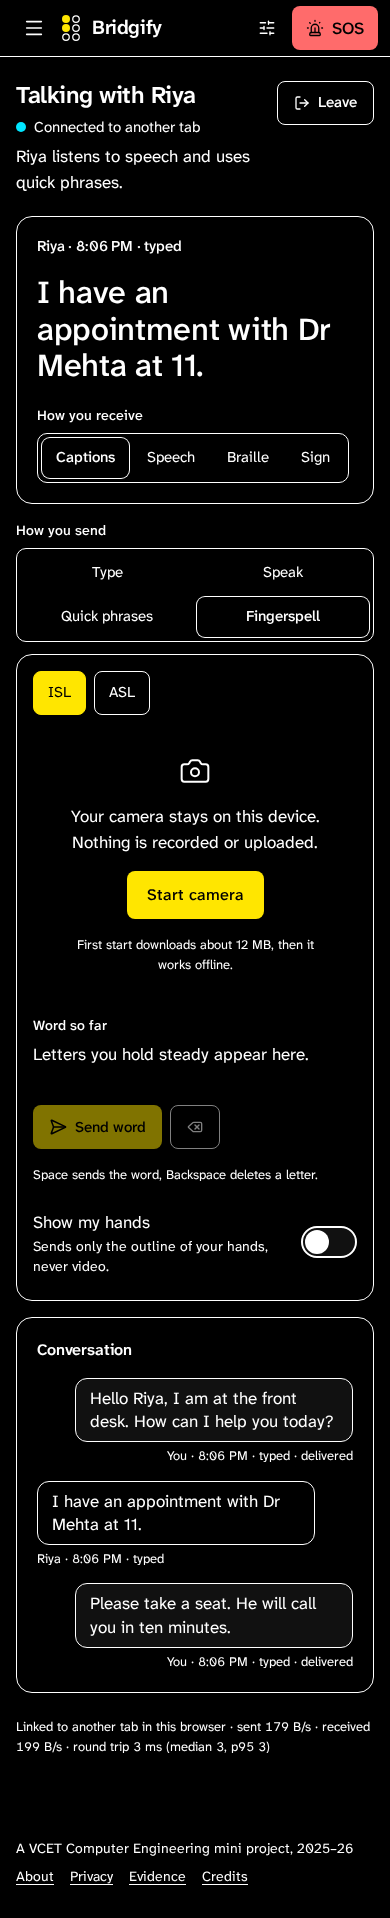 Bridgify
SOS
Talking with Riya
Leave
Connected to another tab
Riya listens to speech and uses
quick phrases.
Riya · 8:06 PM · typed
I have an
appointment with Dr
Mehta at 11.
How you receive
Captions Speech Braille Sign
How you send
Type Speak
Quick phrases Fingerspell
ISL ASL
Your camera stays on this device.
Nothing is recorded or uploaded.
Start camera
First start downloads about 12 MB, then it
works offline.
Word so far
Letters you hold steady appear here.
Send word
Space sends the word, Backspace deletes a letter.
Show my hands
Sends only the outline of your hands,
never video.
Conversation
Hello Riya, I am at the front
desk. How can I help you today?
You · 8:06 PM · typed · delivered
I have an appointment with Dr
Mehta at 11.
Riya · 8:06 PM · typed
Please take a seat. He will call
you in ten minutes.
You · 8:06 PM · typed · delivered
Linked to another tab in this browser · sent 179 B/s · received
199 B/s · round trip 3 ms (median 3, p95 3)
A VCET Computer Engineering mini project, 2025–26
About Privacy Evidence Credits